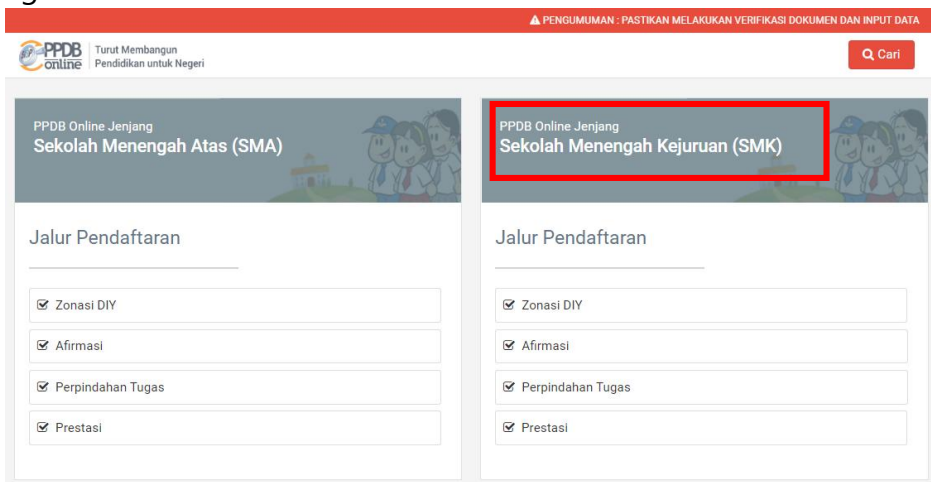 PENGUMUMAN : PASTIKAN MELAKUKAN VERIFIKASI DOKUMEN DAN INPUT DATA
PPDB online
Turut Membangun
Pendidikan untuk Negeri
Cari
PPDB Online Jenjang
Sekolah Menengah Atas (SMA)
Jalur Pendaftaran
Zonasi DIY
Afirmasi
Perpindahan Tugas
Prestasi
PPDB Online Jenjang
Sekolah Menengah Kejuruan (SMK)
Jalur Pendaftaran
Zonasi DIY
Afirmasi
Perpindahan Tugas
Prestasi